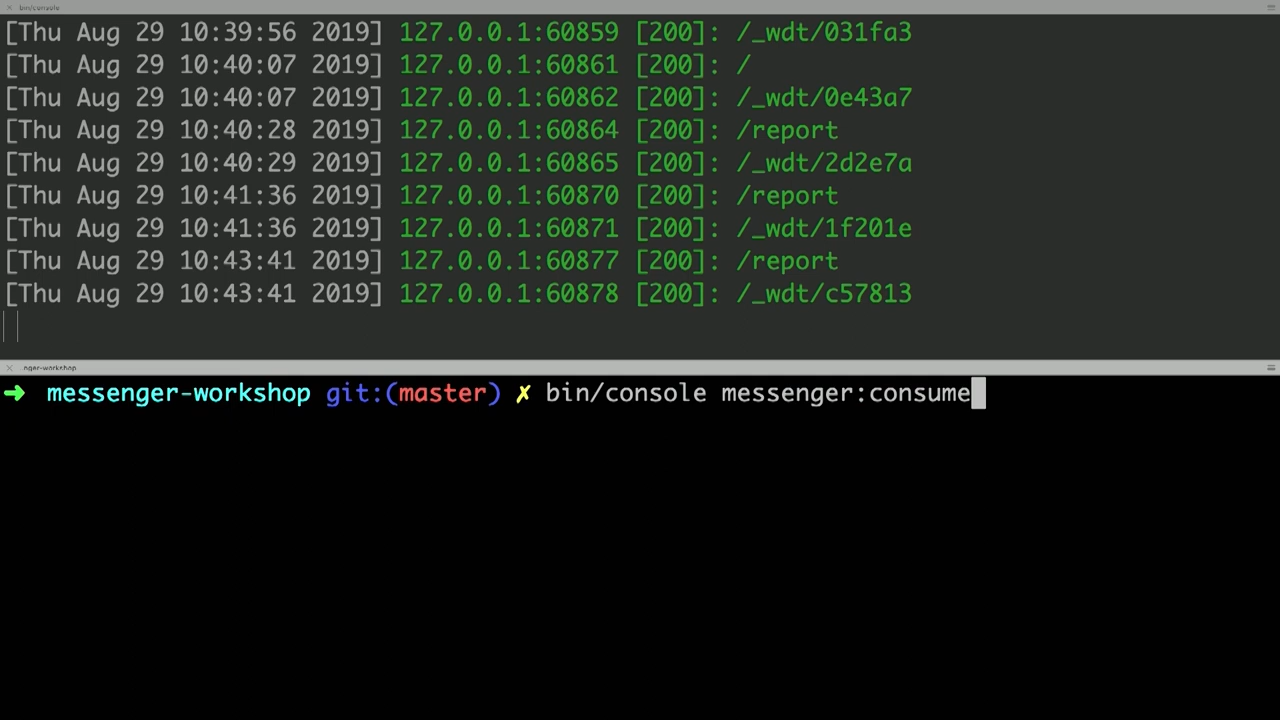 bin/console
[Thu Aug 29 10:39:56 2019] 127.0.0.1:60859 [200]: /_wdt/031fa3
[Thu Aug 29 10:40:07 2019] 127.0.0.1:60861 [200]: /
[Thu Aug 29 10:40:07 2019] 127.0.0.1:60862 [200]: /_wdt/0e43a7
[Thu Aug 29 10:40:28 2019] 127.0.0.1:60864 [200]: /report
[Thu Aug 29 10:40:29 2019] 127.0.0.1:60865 [200]: /_wdt/2d2e7a
[Thu Aug 29 10:41:36 2019] 127.0.0.1:60870 [200]: /report
[Thu Aug 29 10:41:36 2019] 127.0.0.1:60871 [200]: /_wdt/1f201e
[Thu Aug 29 10:43:41 2019] 127.0.0.1:60877 [200]: /report
[Thu Aug 29 10:43:41 2019] 127.0.0.1:60878 [200]: /_wdt/c57813
..nger-workshop
➜ messenger-workshop git:(master) ✗ bin/console messenger:consume